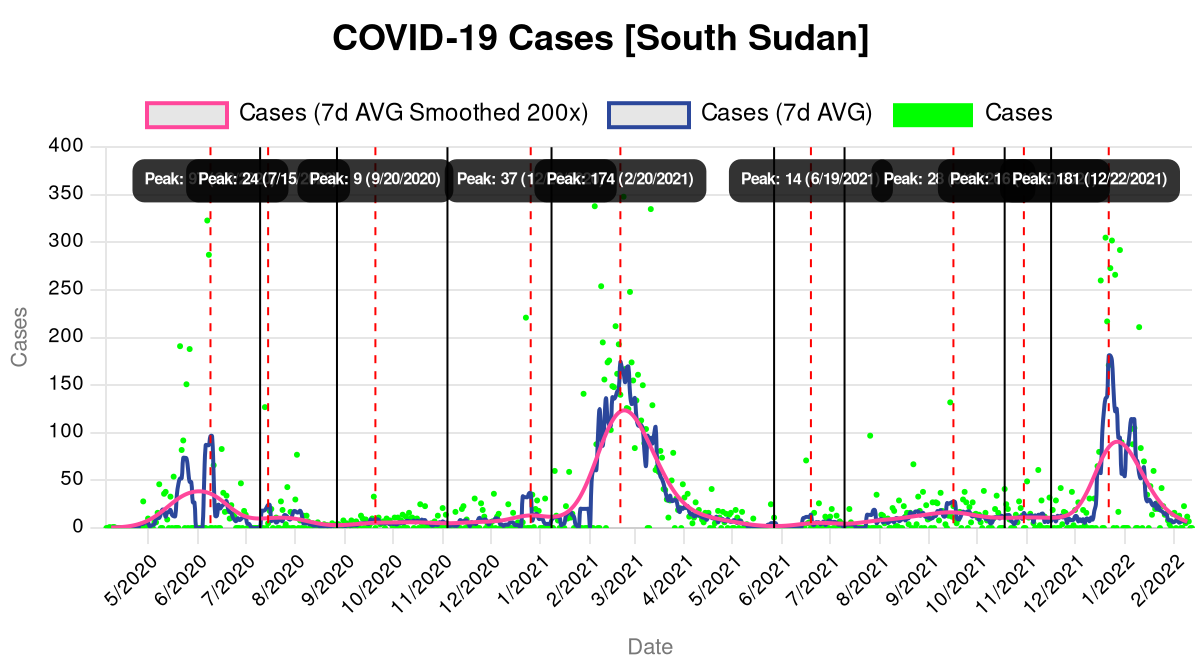 COVID-19 Cases [South Sudan]
Cases (7d AVG Smoothed 200x)
Cases (7d AVG)
Cases
400
350
300
250
200
150
100
50
0
Cases
Peak:
Peak: 24 (7/15/
Peak: 9 (9/20/2020)
Peak: 37 (12/
Peak: 174 (2/20/2021)
Peak: 14 (6/19/2021)
Peak: 28
Peak: 16
Peak: 181 (12/22/2021)
5/2020
6/2020
7/2020
8/2020
9/2020
10/2020
11/2020
12/2020
1/2021
2/2021
3/2021
4/2021
5/2021
6/2021
7/2021
8/2021
9/2021
10/2021
11/2021
12/2021
1/2022
2/2022
Date